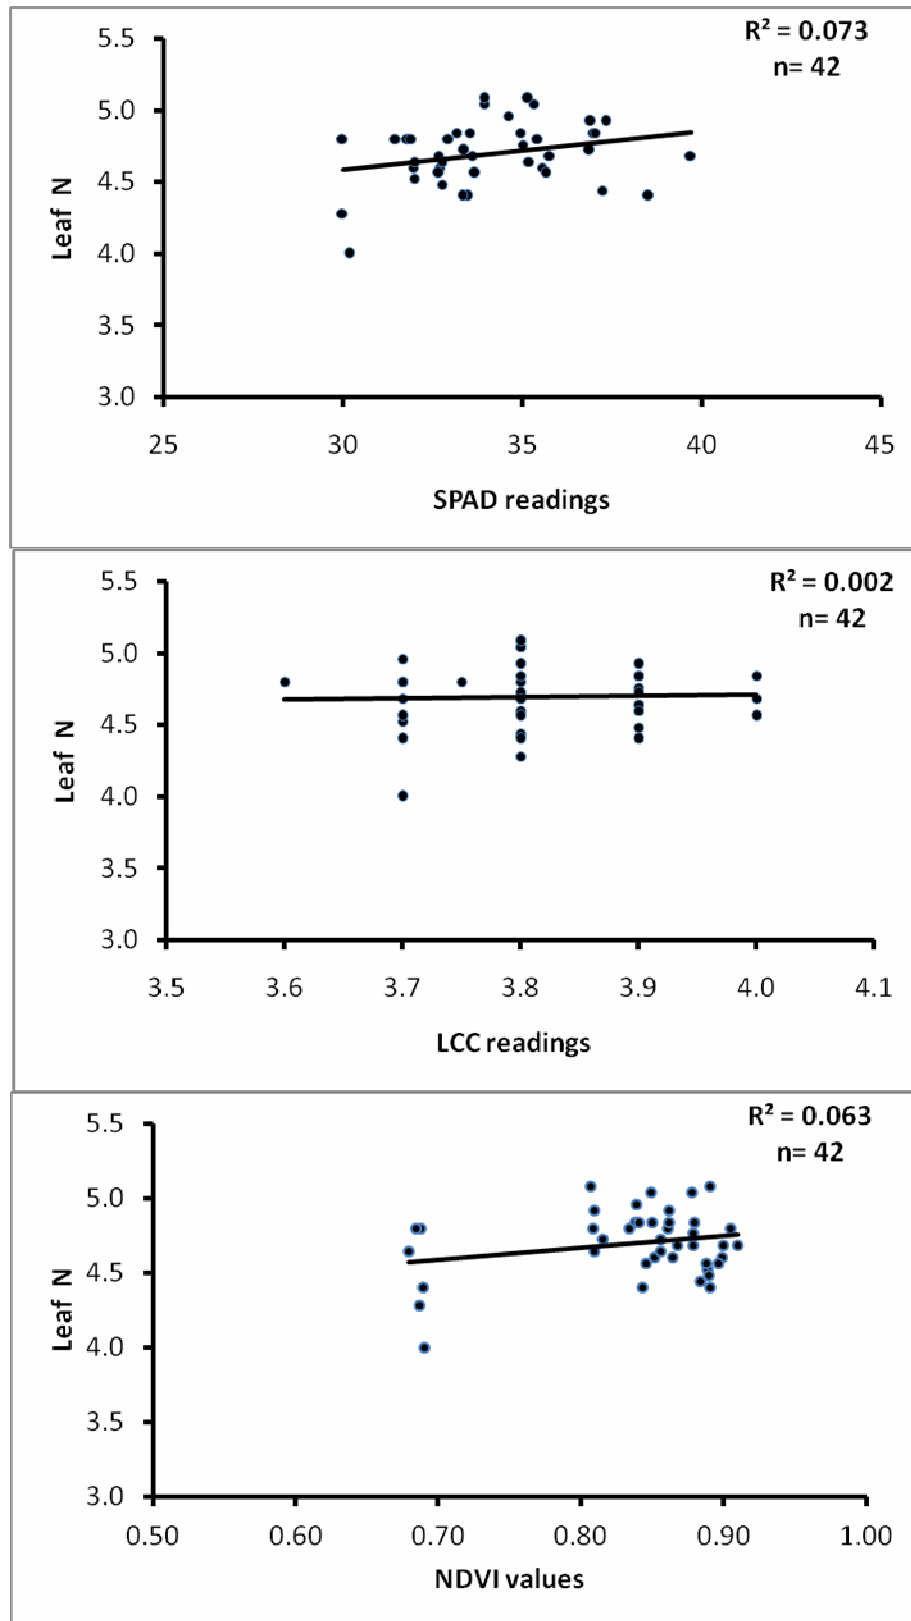 R² = 0.073
n= 42
5.5
5.0
4.5
4.0
3.5
3.0
Leaf N
25 30 35 40 45
SPAD readings
R² = 0.002
n= 42
5.5
5.0
4.5
4.0
3.5
3.0
Leaf N
3.5 3.6 3.7 3.8 3.9 4.0 4.1
LCC readings
R² = 0.063
n= 42
5.5
5.0
4.5
4.0
3.5
3.0
Leaf N
0.50 0.60 0.70 0.80 0.90 1.00
NDVI values